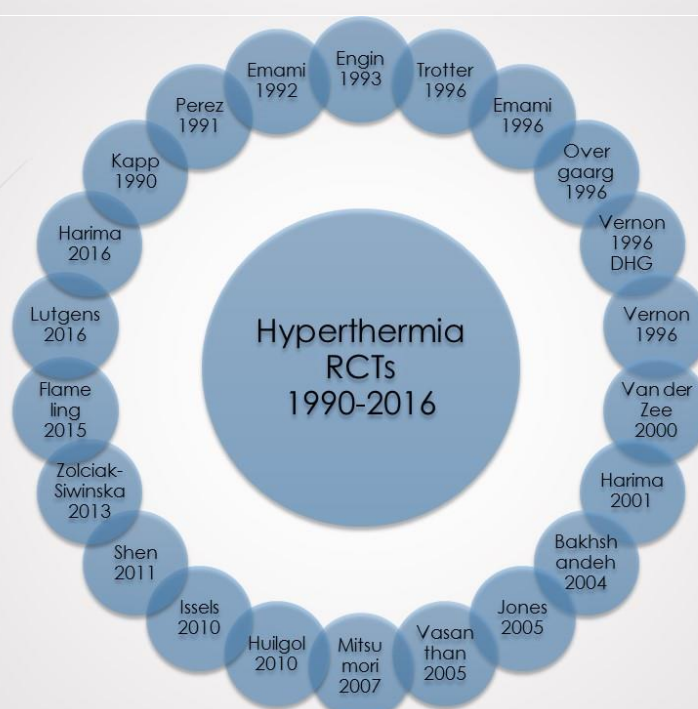 Hyperthermia
RCTs
1990-2016
Engin
1993
Trotter
1996
Emami
1996
Over
gaarg
1996
Vernon
1996
DHG
Vernon
1996
Van der
Zee
2000
Harima
2001
Bakhsh
andeh
2004
Jones
2005
Vasan
than
2005
Mitsu
mori
2007
Huilgol
2010
Issels
2010
Shen
2011
Zolciak-
Siwinska
2013
Flame
ling
2015
Lutgens
2016
Harima
2016
Kapp
1990
Perez
1991
Emami
1992